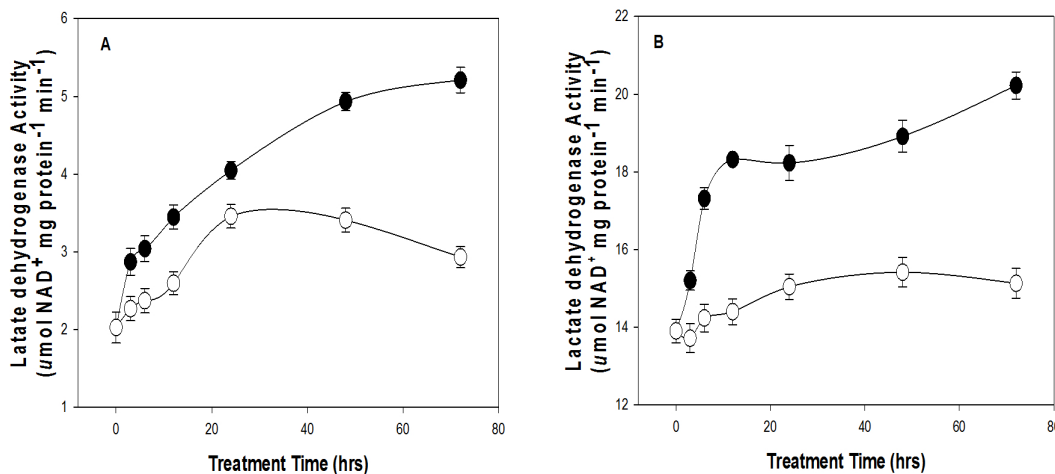 A
Latate dehydrogenase Activity
(umol NAD+ mg protein-1 min-1)
6
5
4
3
2
1
0 20 40 60 80
Treatment Time (hrs)
B
Lactate dehydrogenase Activity
(umol NAD+ mg protein-1 min-1)
22
20
18
16
14
12
0 20 40 60 80
Treatment Time (hrs)